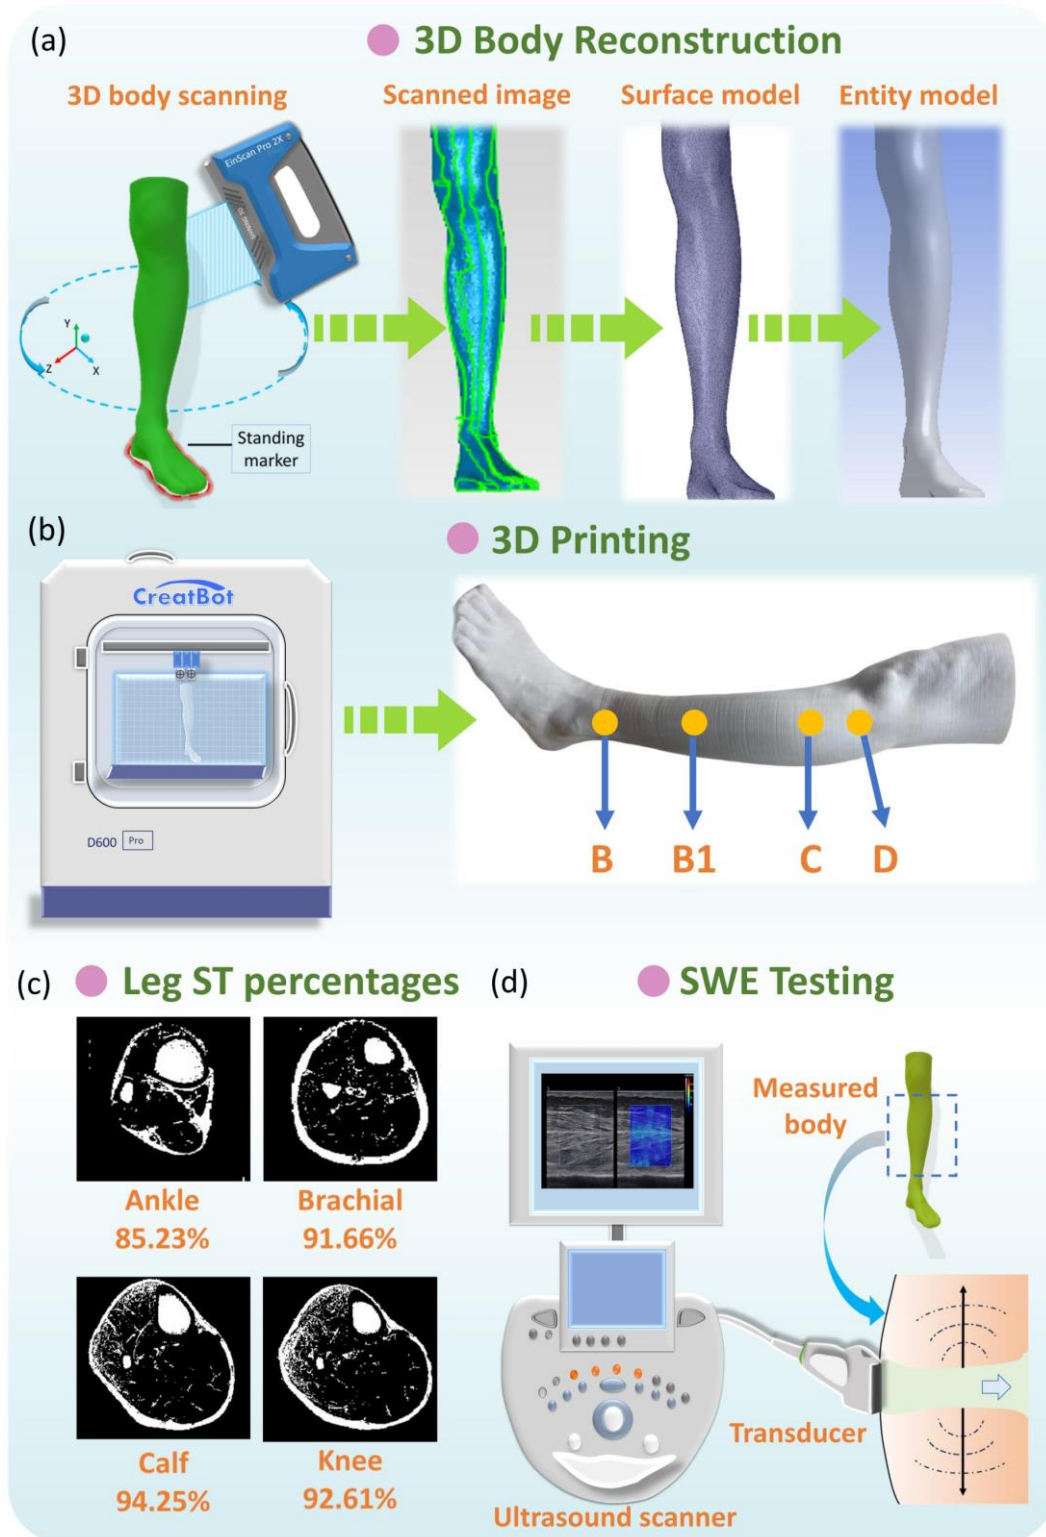 (a)
3D Body Reconstruction
3D body scanning
Scanned image
Surface model
Entity model
EinScan Pro 2X
Y
Z
X
Standing
marker
(b)
3D Printing
CreatBot
D600
Pro
B
B1
C
D
(c)
Leg ST percentages
(d)
SWE Testing
Ankle
85.23%
Brachial
91.66%
Calf
94.25%
Knee
92.61%
Measured
body
Transducer
Ultrasound scanner